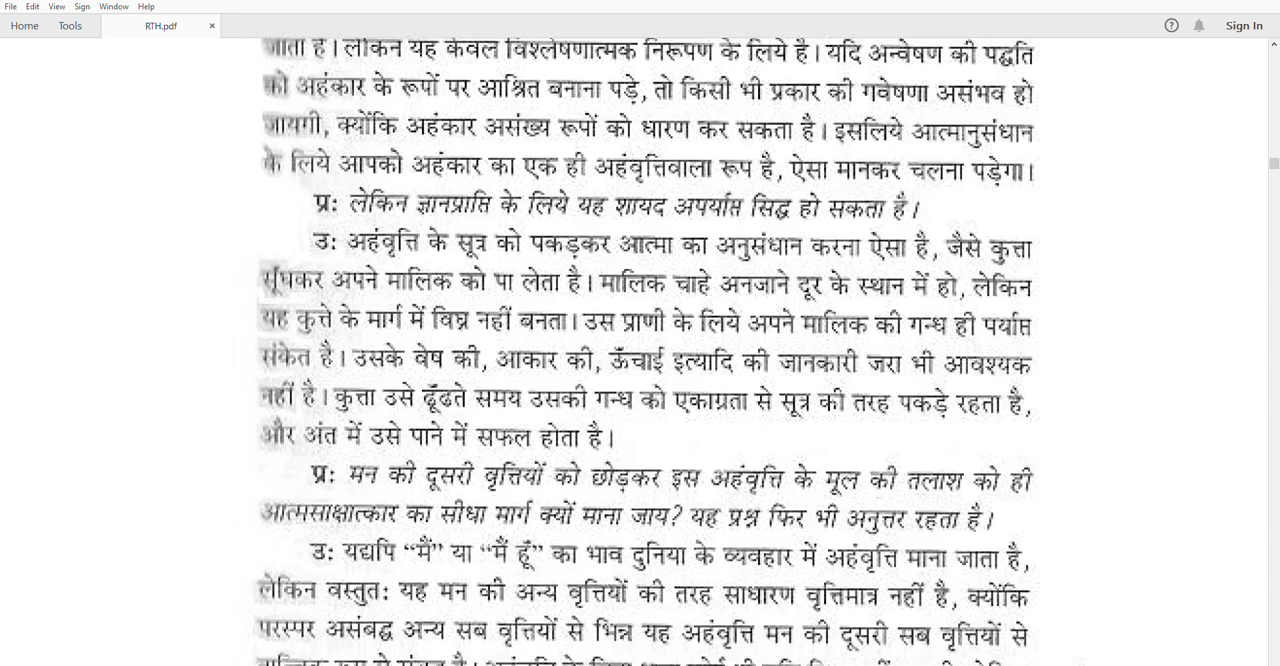 File Edit View Sign Window Help
Home Tools RTH.pdf × ? Sign In
जाता है। लेकिन यह केवल विश्लेषणात्मक निरूपण के लिये है। यदि अन्वेषण की पद्धति
को अहंकार के रूपों पर आश्रित बनाना पड़े, तो किसी भी प्रकार की गवेषणा असंभव हो
जायगी, क्योंकि अहंकार असंख्य रूपों को धारण कर सकता है। इसलिये आत्मानुसंधान
के लिये आपको अहंकार का एक ही अहंवृत्तिवाला रूप है, ऐसा मानकर चलना पड़ेगा।
प्र: लेकिन ज्ञानप्राप्ति के लिये यह शायद अपर्याप्त सिद्ध हो सकता है।
उ: अहंवृत्ति के सूत्र को पकड़कर आत्मा का अनुसंधान करना ऐसा है, जैसे कुत्ता
सूँघकर अपने मालिक को पा लेता है। मालिक चाहे अनजाने दूर के स्थान में हो, लेकिन
यह कुत्ते के मार्ग में विघ्न नहीं बनता। उस प्राणी के लिये अपने मालिक की गन्ध ही पर्याप्त
संकेत है। उसके वेष की, आकार की, ऊँचाई इत्यादि की जानकारी जरा भी आवश्यक
नहीं है। कुत्ता उसे ढूँढते समय उसकी गन्ध को एकाग्रता से सूत्र की तरह पकड़े रहता है,
और अंत में उसे पाने में सफल होता है।
प्र: मन की दूसरी वृत्तियों को छोड़कर इस अहंवृत्ति के मूल की तलाश को ही
आत्मसाक्षात्कार का सीधा मार्ग क्यों माना जाय? यह प्रश्न फिर भी अनुत्तर रहता है।
उ: यद्यपि “मैं” या “मैं हूँ” का भाव दुनिया के व्यवहार में अहंवृत्ति माना जाता है,
लेकिन वस्तुत: यह मन की अन्य वृत्तियों की तरह साधारण वृत्तिमात्र नहीं है, क्योंकि
परस्पर असंबद्ध अन्य सब वृत्तियों से भिन्न यह अहंवृत्ति मन की दूसरी सब वृत्तियों से